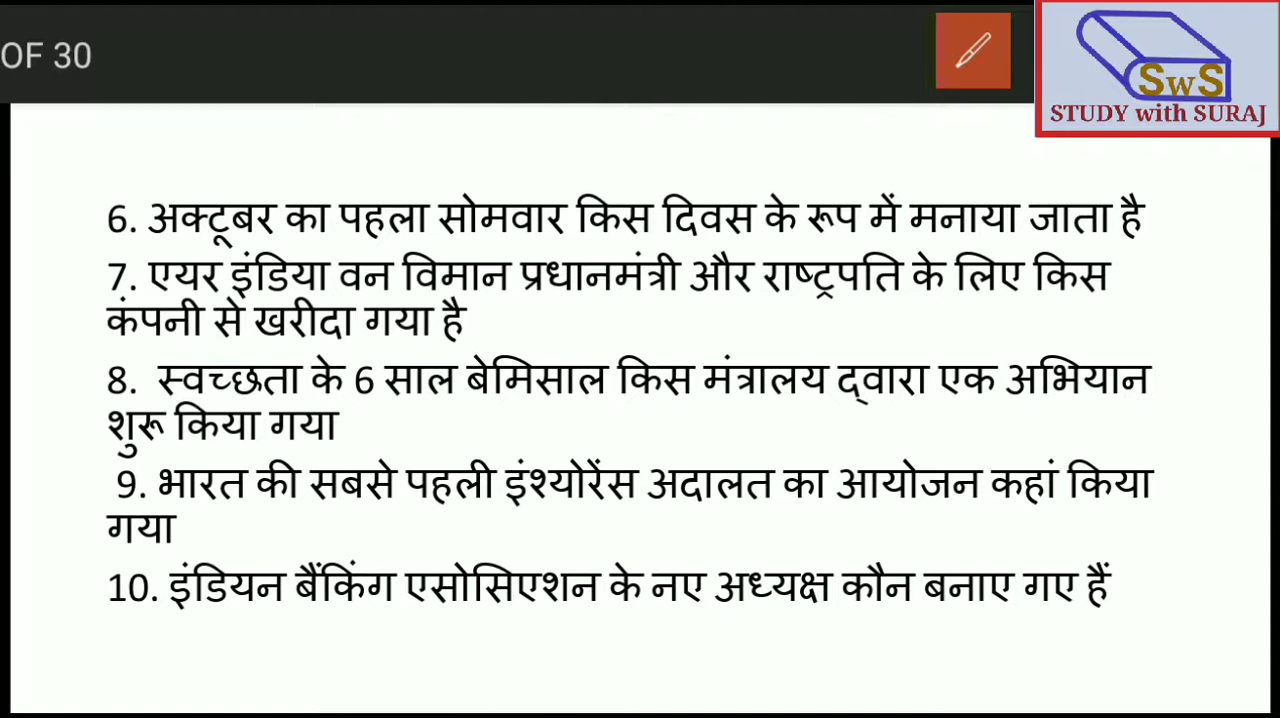 OF 30
SwS
STUDY with SURAJ
6. अक्टूबर का पहला सोमवार किस दिवस के रूप में मनाया जाता है
7. एयर इंडिया वन विमान प्रधानमंत्री और राष्ट्रपति के लिए किस
कंपनी से खरीदा गया है
8. स्वच्छता के 6 साल बेमिसाल किस मंत्रालय द्वारा एक अभियान
शुरू किया गया
9. भारत की सबसे पहली इंश्योरेंस अदालत का आयोजन कहां किया
गया
10. इंडियन बैंकिंग एसोसिएशन के नए अध्यक्ष कौन बनाए गए हैं